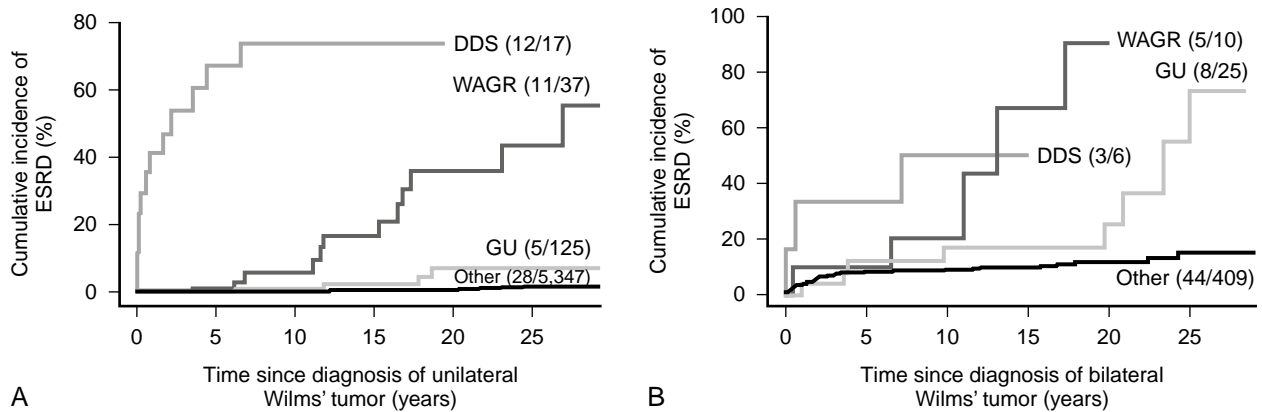 Cumulative incidence of
ESRD (%)
80
60
40
20
0
DDS (12/17)
WAGR (11/37)
GU (5/125)
Other (28/5,347)
0 5 10 15 20 25
Time since diagnosis of unilateral
Wilms’ tumor (years)
A
Cumulative incidence of
ESRD (%)
100
80
60
40
20
0
WAGR (5/10)
GU (8/25)
DDS (3/6)
Other (44/409)
0 5 10 15 20 25
Time since diagnosis of bilateral
Wilms’ tumor (years)
B